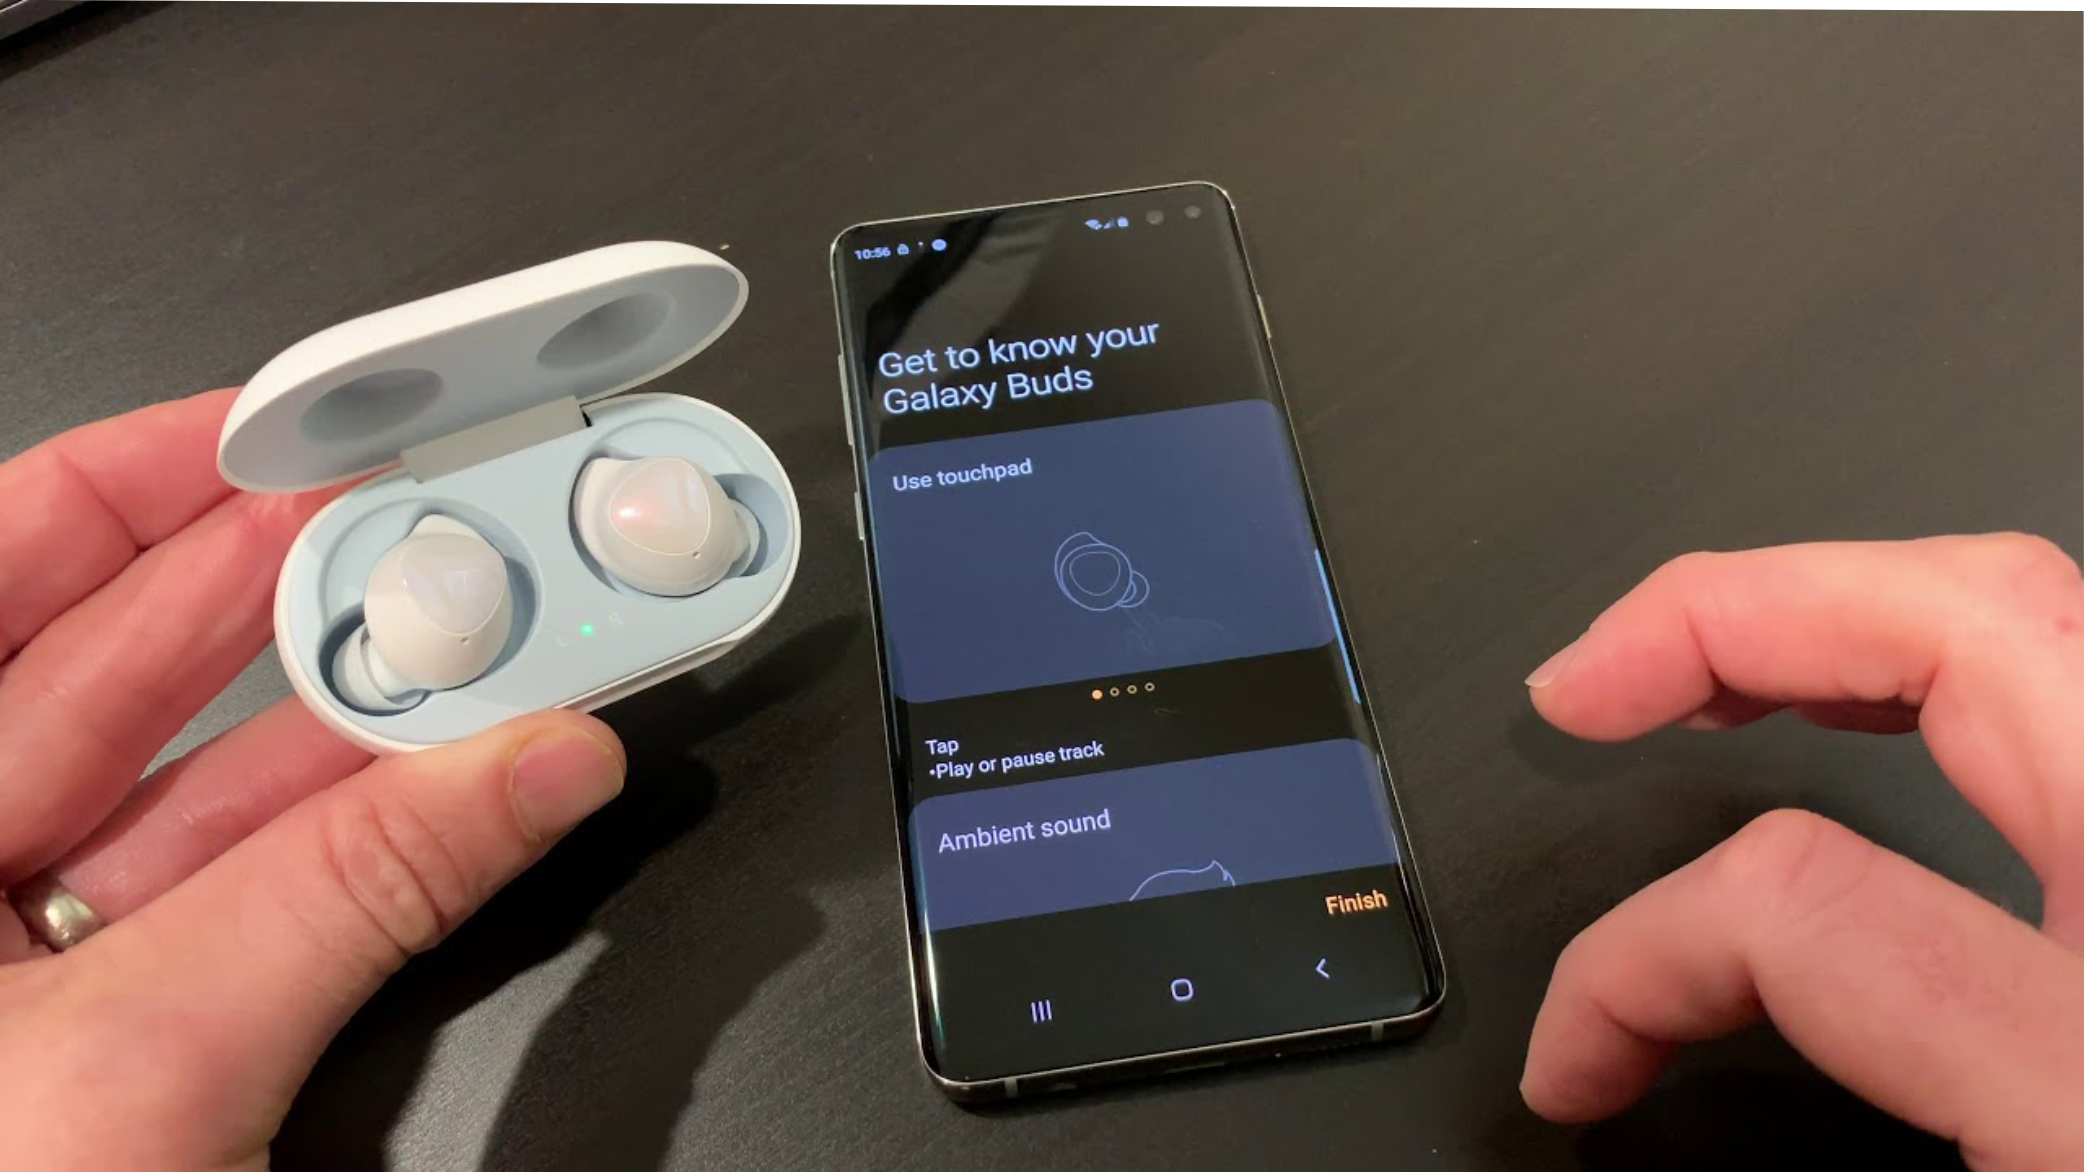 10:56
Get to know your
Galaxy Buds
Use touchpad
Tap
•Play or pause track
Ambient sound
Finish
L R